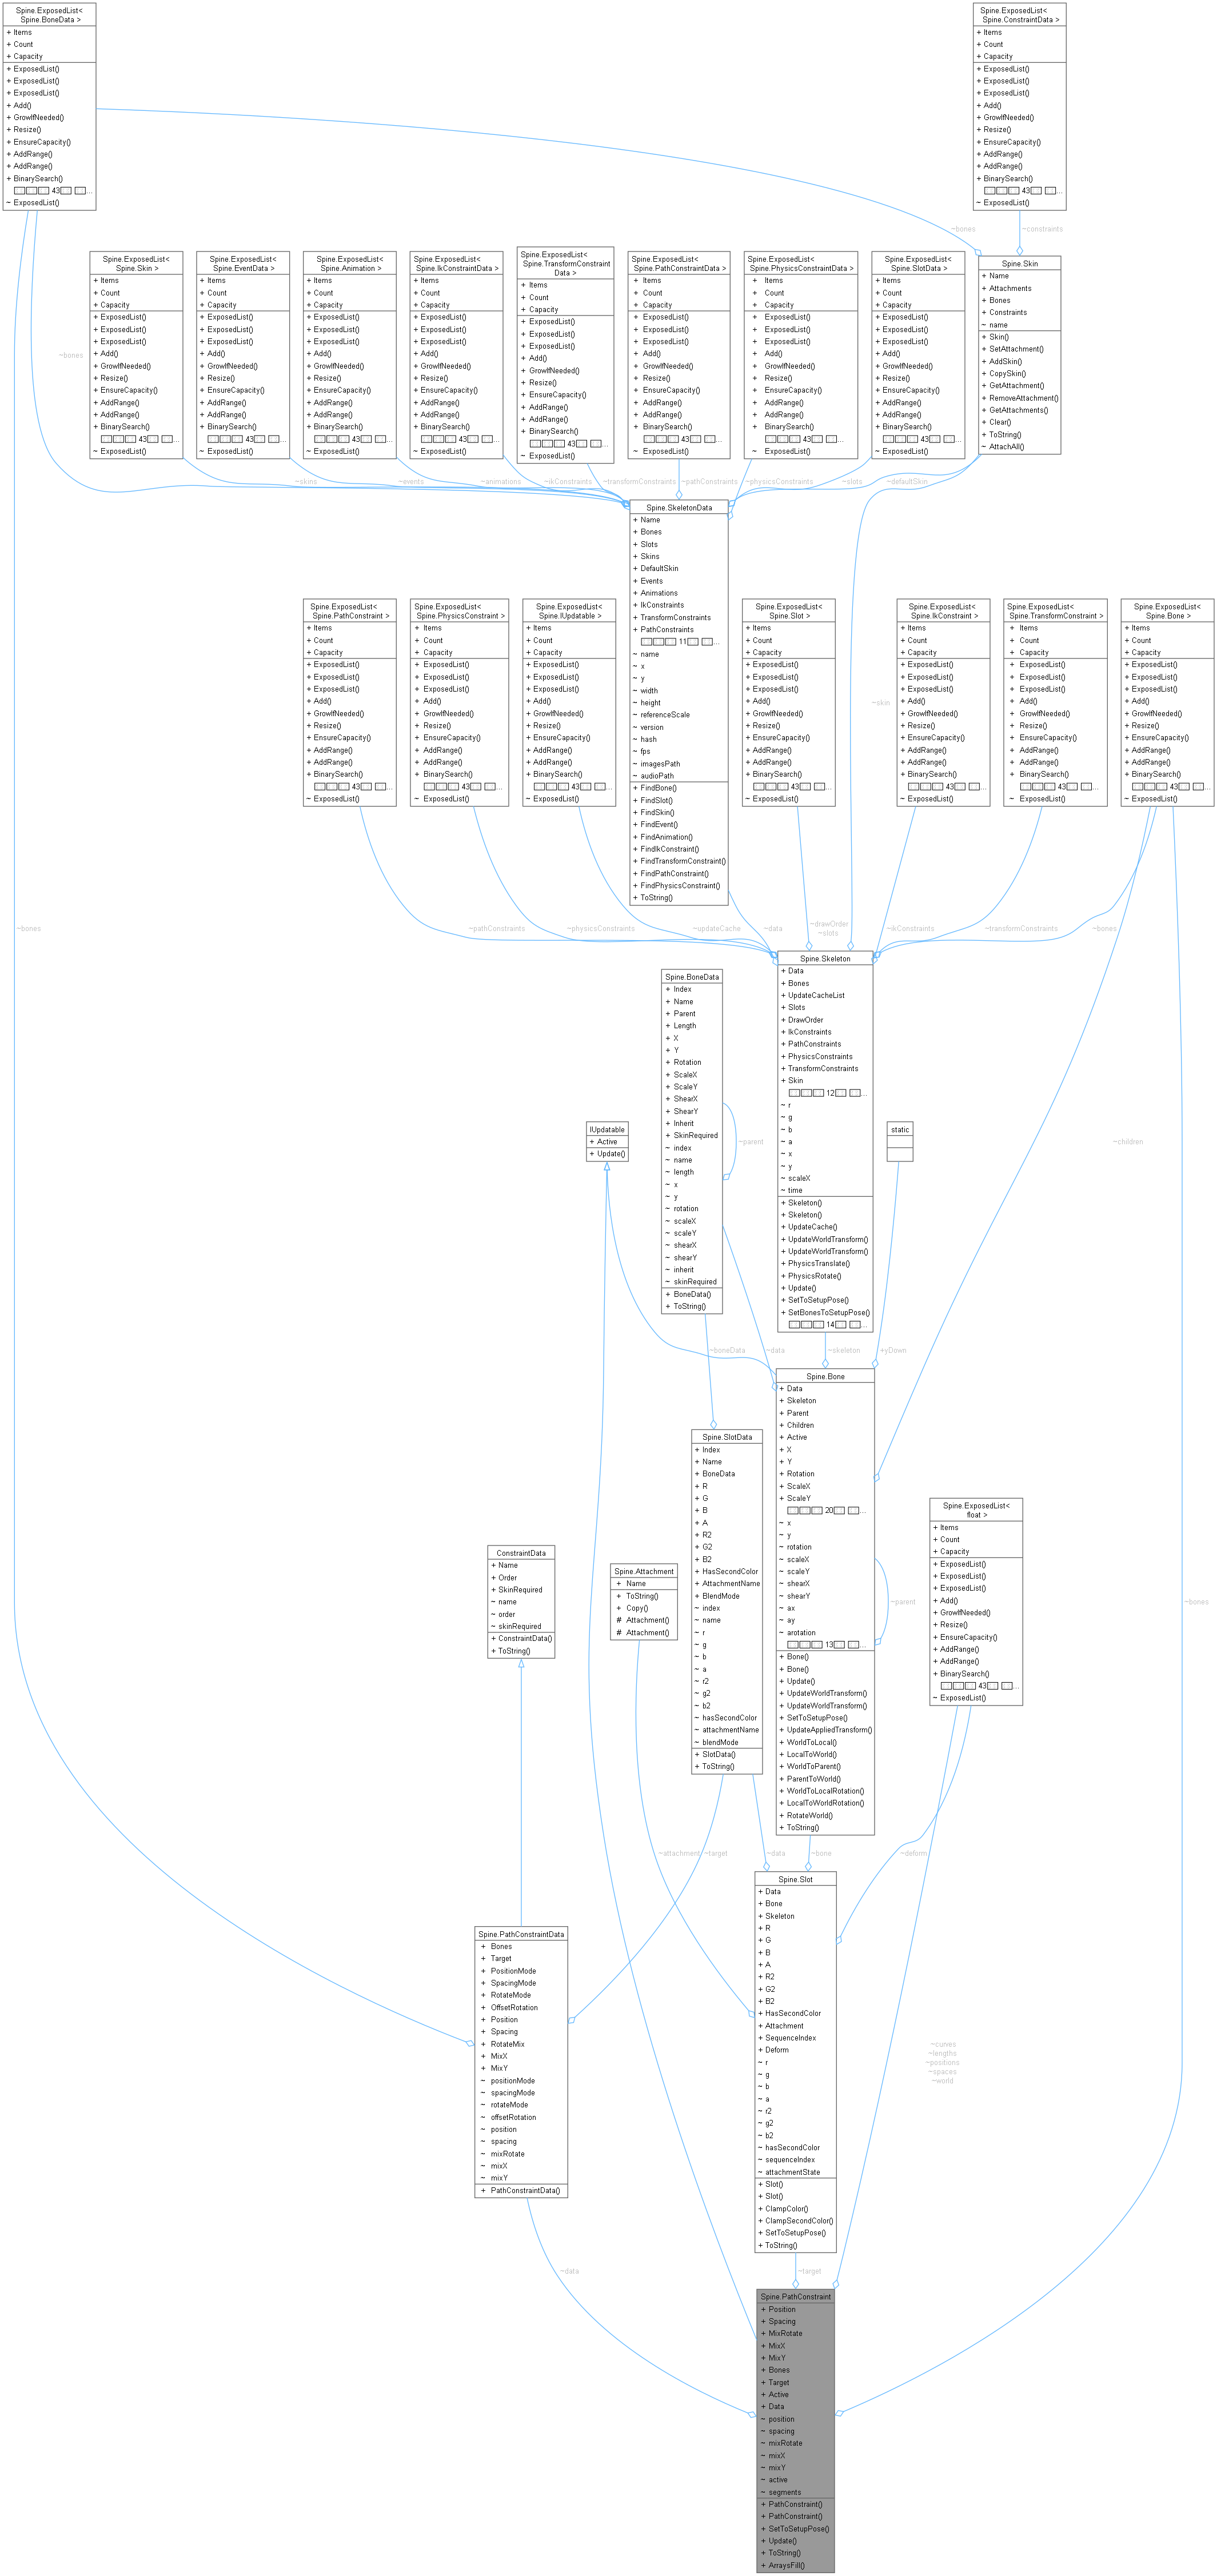 Spine.ExposedList<
Spine.BoneData >
+ Items
+ Count
+ Capacity
+ ExposedList()
+ ExposedList()
+ ExposedList()
+ Add()
+ GrowIfNeeded()
+ Resize()
+ EnsureCapacity()
+ AddRange()
+ AddRange()
+ BinarySearch()
43 ...
~ ExposedList()
Spine.ExposedList<
Spine.ConstraintData >
+ Items
+ Count
+ Capacity
+ ExposedList()
+ ExposedList()
+ ExposedList()
+ Add()
+ GrowIfNeeded()
+ Resize()
+ EnsureCapacity()
+ AddRange()
+ AddRange()
+ BinarySearch()
43 ...
~ ExposedList()
~bones
~constraints
Spine.ExposedList<
Spine.Skin >
+ Items
+ Count
+ Capacity
+ ExposedList()
+ ExposedList()
+ ExposedList()
+ Add()
+ GrowIfNeeded()
+ Resize()
+ EnsureCapacity()
+ AddRange()
+ AddRange()
+ BinarySearch()
43 ...
~ ExposedList()
Spine.ExposedList<
Spine.EventData >
+ Items
+ Count
+ Capacity
+ ExposedList()
+ ExposedList()
+ ExposedList()
+ Add()
+ GrowIfNeeded()
+ Resize()
+ EnsureCapacity()
+ AddRange()
+ AddRange()
+ BinarySearch()
43 ...
~ ExposedList()
Spine.ExposedList<
Spine.Animation >
+ Items
+ Count
+ Capacity
+ ExposedList()
+ ExposedList()
+ ExposedList()
+ Add()
+ GrowIfNeeded()
+ Resize()
+ EnsureCapacity()
+ AddRange()
+ AddRange()
+ BinarySearch()
43 ...
~ ExposedList()
Spine.ExposedList<
Spine.IkConstraintData >
+ Items
+ Count
+ Capacity
+ ExposedList()
+ ExposedList()
+ ExposedList()
+ Add()
+ GrowIfNeeded()
+ Resize()
+ EnsureCapacity()
+ AddRange()
+ AddRange()
+ BinarySearch()
43 ...
~ ExposedList()
Spine.ExposedList<
Spine.TransformConstraint
Data >
+ Items
+ Count
+ Capacity
+ ExposedList()
+ ExposedList()
+ ExposedList()
+ Add()
+ GrowIfNeeded()
+ Resize()
+ EnsureCapacity()
+ AddRange()
+ AddRange()
+ BinarySearch()
43 ...
~ ExposedList()
Spine.ExposedList<
Spine.PathConstraintData >
+ Items
+ Count
+ Capacity
+ ExposedList()
+ ExposedList()
+ ExposedList()
+ Add()
+ GrowIfNeeded()
+ Resize()
+ EnsureCapacity()
+ AddRange()
+ AddRange()
+ BinarySearch()
43 ...
~ ExposedList()
Spine.ExposedList<
Spine.PhysicsConstraintData >
+ Items
+ Count
+ Capacity
+ ExposedList()
+ ExposedList()
+ ExposedList()
+ Add()
+ GrowIfNeeded()
+ Resize()
+ EnsureCapacity()
+ AddRange()
+ AddRange()
+ BinarySearch()
43 ...
~ ExposedList()
Spine.ExposedList<
Spine.SlotData >
+ Items
+ Count
+ Capacity
+ ExposedList()
+ ExposedList()
+ ExposedList()
+ Add()
+ GrowIfNeeded()
+ Resize()
+ EnsureCapacity()
+ AddRange()
+ AddRange()
+ BinarySearch()
43 ...
~ ExposedList()
Spine.Skin
+ Name
+ Attachments
+ Bones
+ Constraints
~ name
+ Skin()
+ SetAttachment()
+ AddSkin()
+ CopySkin()
+ GetAttachment()
+ RemoveAttachment()
+ GetAttachments()
+ Clear()
+ ToString()
~ AttachAll()
~bones
~skins
~events
~animations
~ikConstraints
~transformConstraints
~pathConstraints
~physicsConstraints
~slots
~defaultSkin
Spine.SkeletonData
+ Name
+ Bones
+ Slots
+ Skins
+ DefaultSkin
+ Events
+ Animations
+ IkConstraints
+ TransformConstraints
+ PathConstraints
11 ...
~ name
~ x
~ y
~ width
~ height
~ referenceScale
~ version
~ hash
~ fps
~ imagesPath
~ audioPath
+ FindBone()
+ FindSlot()
+ FindSkin()
+ FindEvent()
+ FindAnimation()
+ FindIkConstraint()
+ FindTransformConstraint()
+ FindPathConstraint()
+ FindPhysicsConstraint()
+ ToString()
Spine.ExposedList<
Spine.PathConstraint >
+ Items
+ Count
+ Capacity
+ ExposedList()
+ ExposedList()
+ ExposedList()
+ Add()
+ GrowIfNeeded()
+ Resize()
+ EnsureCapacity()
+ AddRange()
+ AddRange()
+ BinarySearch()
43 ...
~ ExposedList()
Spine.ExposedList<
Spine.PhysicsConstraint >
+ Items
+ Count
+ Capacity
+ ExposedList()
+ ExposedList()
+ ExposedList()
+ Add()
+ GrowIfNeeded()
+ Resize()
+ EnsureCapacity()
+ AddRange()
+ AddRange()
+ BinarySearch()
43 ...
~ ExposedList()
Spine.ExposedList<
Spine.IUpdatable >
+ Items
+ Count
+ Capacity
+ ExposedList()
+ ExposedList()
+ ExposedList()
+ Add()
+ GrowIfNeeded()
+ Resize()
+ EnsureCapacity()
+ AddRange()
+ AddRange()
+ BinarySearch()
43 ...
~ ExposedList()
Spine.ExposedList<
Spine.Slot >
+ Items
+ Count
+ Capacity
+ ExposedList()
+ ExposedList()
+ ExposedList()
+ Add()
+ GrowIfNeeded()
+ Resize()
+ EnsureCapacity()
+ AddRange()
+ AddRange()
+ BinarySearch()
43 ...
~ ExposedList()
~skin
Spine.ExposedList<
Spine.IkConstraint >
+ Items
+ Count
+ Capacity
+ ExposedList()
+ ExposedList()
+ ExposedList()
+ Add()
+ GrowIfNeeded()
+ Resize()
+ EnsureCapacity()
+ AddRange()
+ AddRange()
+ BinarySearch()
43 ...
~ ExposedList()
Spine.ExposedList<
Spine.TransformConstraint >
+ Items
+ Count
+ Capacity
+ ExposedList()
+ ExposedList()
+ ExposedList()
+ Add()
+ GrowIfNeeded()
+ Resize()
+ EnsureCapacity()
+ AddRange()
+ AddRange()
+ BinarySearch()
43 ...
~ ExposedList()
Spine.ExposedList<
Spine.Bone >
+ Items
+ Count
+ Capacity
+ ExposedList()
+ ExposedList()
+ ExposedList()
+ Add()
+ GrowIfNeeded()
+ Resize()
+ EnsureCapacity()
+ AddRange()
+ AddRange()
+ BinarySearch()
43 ...
~ ExposedList()
~bones
~pathConstraints
~physicsConstraints
~updateCache
~data
~drawOrder
~slots
~ikConstraints
~transformConstraints
~bones
Spine.Skeleton
+ Data
+ Bones
+ UpdateCacheList
+ Slots
+ DrawOrder
+ IkConstraints
+ PathConstraints
+ PhysicsConstraints
+ TransformConstraints
+ Skin
12 ...
~ r
~ g
~ b
~ a
~ x
~ y
~ scaleX
~ time
+ Skeleton()
+ Skeleton()
+ UpdateCache()
+ UpdateWorldTransform()
+ UpdateWorldTransform()
+ PhysicsTranslate()
+ PhysicsRotate()
+ Update()
+ SetToSetupPose()
+ SetBonesToSetupPose()
14 ...
Spine.BoneData
+ Index
+ Name
+ Parent
+ Length
+ X
+ Y
+ Rotation
+ ScaleX
+ ScaleY
+ ShearX
+ ShearY
+ Inherit
+ SkinRequired
~ index
~ name
~ length
~ x
~ y
~ rotation
~ scaleX
~ scaleY
~ shearX
~ shearY
~ inherit
~ skinRequired
+ BoneData()
+ ToString()
~parent
IUpdatable
+ Active
+ Update()
static
~children
~boneData
~data
~skeleton
+yDown
Spine.Bone
+ Data
+ Skeleton
+ Parent
+ Children
+ Active
+ X
+ Y
+ Rotation
+ ScaleX
+ ScaleY
20 ...
~ x
~ y
~ rotation
~ scaleX
~ scaleY
~ shearX
~ shearY
~ ax
~ ay
~ arotation
13 ...
+ Bone()
+ Bone()
+ Update()
+ UpdateWorldTransform()
+ UpdateWorldTransform()
+ SetToSetupPose()
+ UpdateAppliedTransform()
+ WorldToLocal()
+ LocalToWorld()
+ WorldToParent()
+ ParentToWorld()
+ WorldToLocalRotation()
+ LocalToWorldRotation()
+ RotateWorld()
+ ToString()
~parent
Spine.SlotData
+ Index
+ Name
+ BoneData
+ R
+ G
+ B
+ A
+ R2
+ G2
+ B2
+ HasSecondColor
+ AttachmentName
+ BlendMode
~ index
~ name
~ r
~ g
~ b
~ a
~ r2
~ g2
~ b2
~ hasSecondColor
~ attachmentName
~ blendMode
+ SlotData()
+ ToString()
Spine.ExposedList<
float >
+ Items
+ Count
+ Capacity
+ ExposedList()
+ ExposedList()
+ ExposedList()
+ Add()
+ GrowIfNeeded()
+ Resize()
+ EnsureCapacity()
+ AddRange()
+ AddRange()
+ BinarySearch()
43 ...
~ ExposedList()
~bones
ConstraintData
+ Name
+ Order
+ SkinRequired
~ name
~ order
~ skinRequired
+ ConstraintData()
+ ToString()
Spine.Attachment
+ Name
+ ToString()
+ Copy()
# Attachment()
# Attachment()
~attachment
~target
~data
~bone
~deform
Spine.Slot
+ Data
+ Bone
+ Skeleton
+ R
+ G
+ B
+ A
+ R2
+ G2
+ B2
+ HasSecondColor
+ Attachment
+ SequenceIndex
+ Deform
~ r
~ g
~ b
~ a
~ r2
~ g2
~ b2
~ hasSecondColor
~ sequenceIndex
~ attachmentState
+ Slot()
+ Slot()
+ ClampColor()
+ ClampSecondColor()
+ SetToSetupPose()
+ ToString()
Spine.PathConstraintData
+ Bones
+ Target
+ PositionMode
+ SpacingMode
+ RotateMode
+ OffsetRotation
+ Position
+ Spacing
+ RotateMix
+ MixX
+ MixY
~ positionMode
~ spacingMode
~ rotateMode
~ offsetRotation
~ position
~ spacing
~ mixRotate
~ mixX
~ mixY
+ PathConstraintData()
~curves
~lengths
~positions
~spaces
~world
~data
~target
Spine.PathConstraint
+ Position
+ Spacing
+ MixRotate
+ MixX
+ MixY
+ Bones
+ Target
+ Active
+ Data
~ position
~ spacing
~ mixRotate
~ mixX
~ mixY
~ active
~ segments
+ PathConstraint()
+ PathConstraint()
+ SetToSetupPose()
+ Update()
+ ToString()
+ ArraysFill()